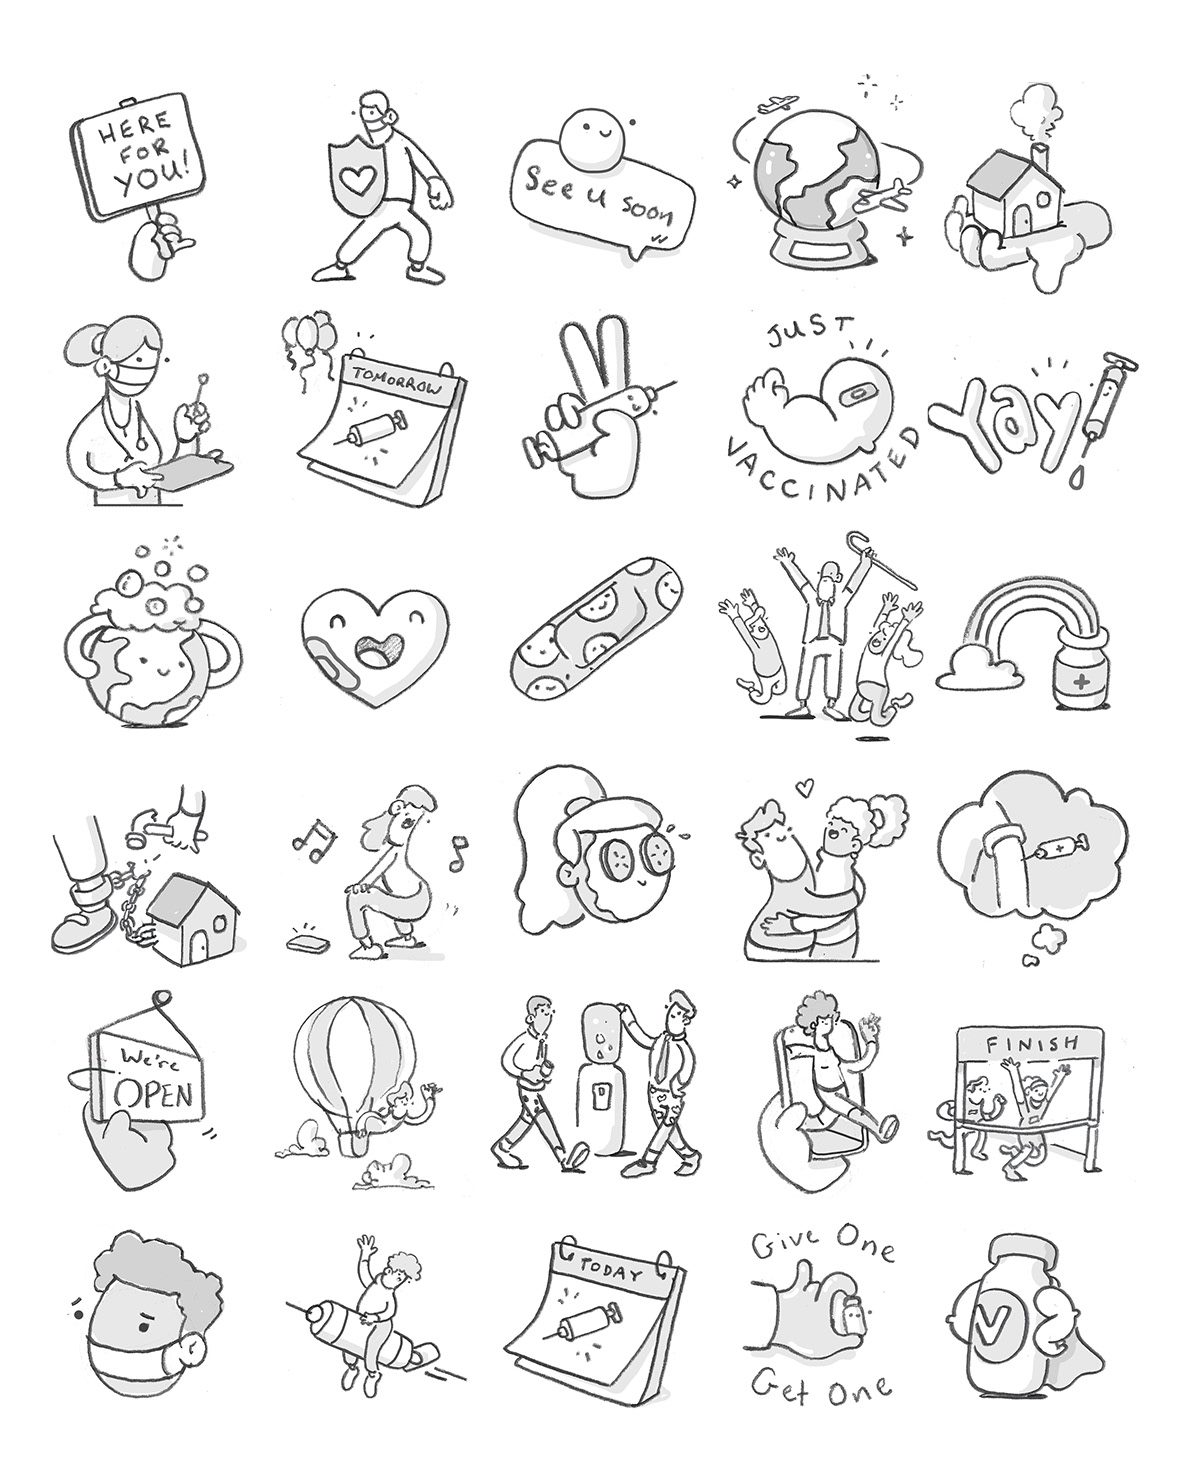 HERE
FOR
YOU!
See u soon
TOMORROW
JUST
VACCINATED
Yay
We're
OPEN
FINISH
TODAY
Give One
Get One
V